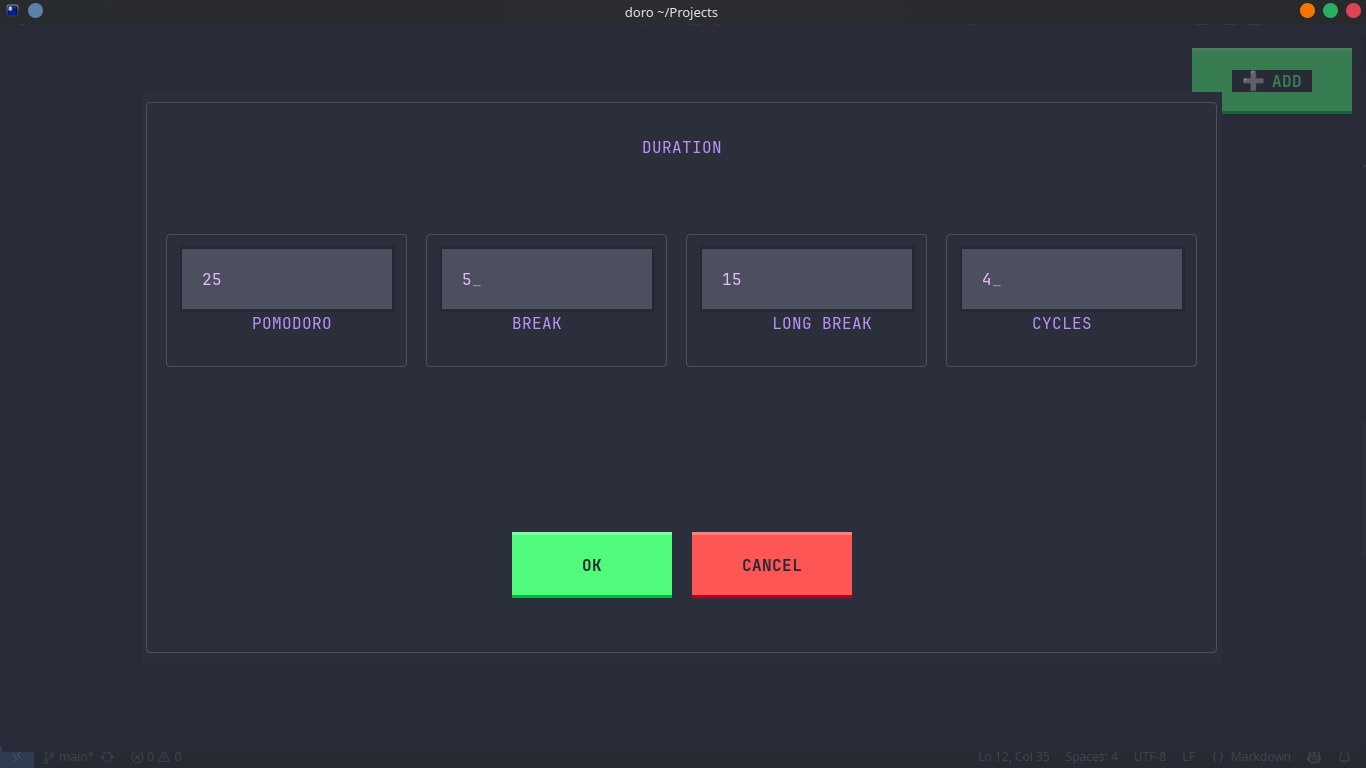 doro ~/Projects
➕ ADD
DURATION
25
5_
15
4_
POMODORO
BREAK
LONG BREAK
CYCLES
OK
CANCEL
main* 0 0 Ln 12, Col 35 Spaces: 4 UTF-8 LF {} Markdown